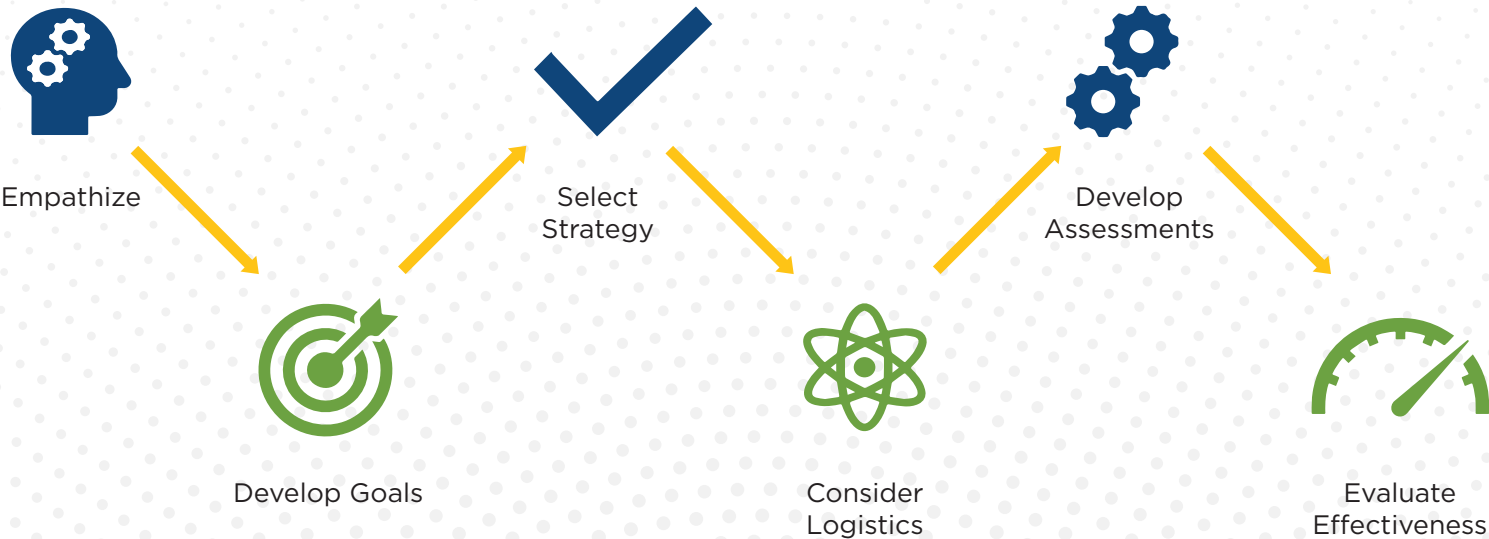 Empathize
Develop Goals
Select
Strategy
Consider
Logistics
Develop
Assessments
Evaluate
Effectiveness